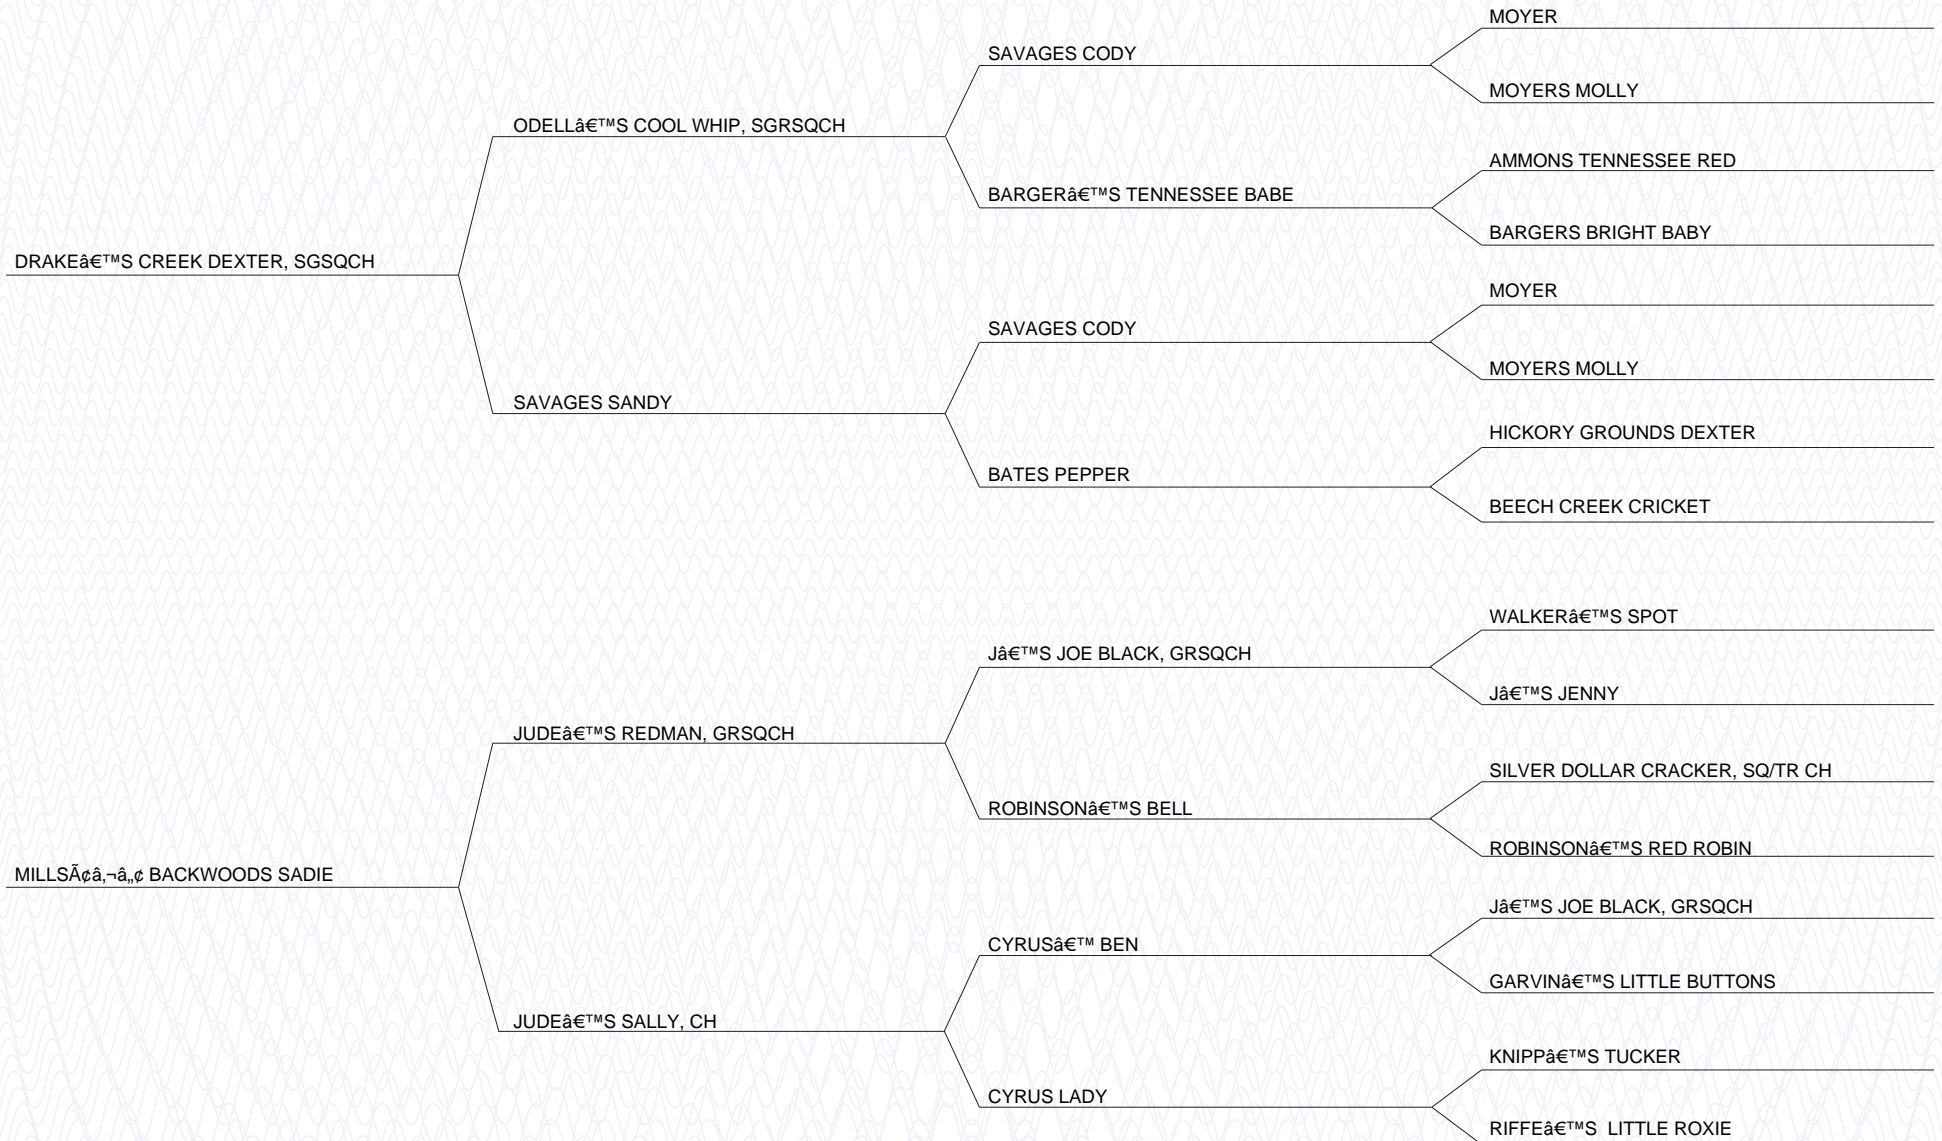 MOYER
SAVAGES CODY
MOYERS MOLLY
ODELLâ€™S COOL WHIP, SGRSQCH
AMMONS TENNESSEE RED
BARGERâ€™S TENNESSEE BABE
BARGERS BRIGHT BABY
DRAKEâ€™S CREEK DEXTER, SGSQCH
MOYER
SAVAGES CODY
MOYERS MOLLY
SAVAGES SANDY
HICKORY GROUNDS DEXTER
BATES PEPPER
BEECH CREEK CRICKET
WALKERâ€™S SPOT
Jâ€™S JOE BLACK, GRSQCH
Jâ€™S JENNY
JUDEâ€™S REDMAN, GRSQCH
SILVER DOLLAR CRACKER, SQ/TR CH
ROBINSONâ€™S BELL
ROBINSONâ€™S RED ROBIN
MILLSÃ¢â‚¬â„¢ BACKWOODS SADIE
Jâ€™S JOE BLACK, GRSQCH
CYRUSâ€™ BEN
GARVINâ€™S LITTLE BUTTONS
JUDEâ€™S SALLY, CH
KNIPPâ€™S TUCKER
CYRUS LADY
RIFFEâ€™S  LITTLE ROXIE